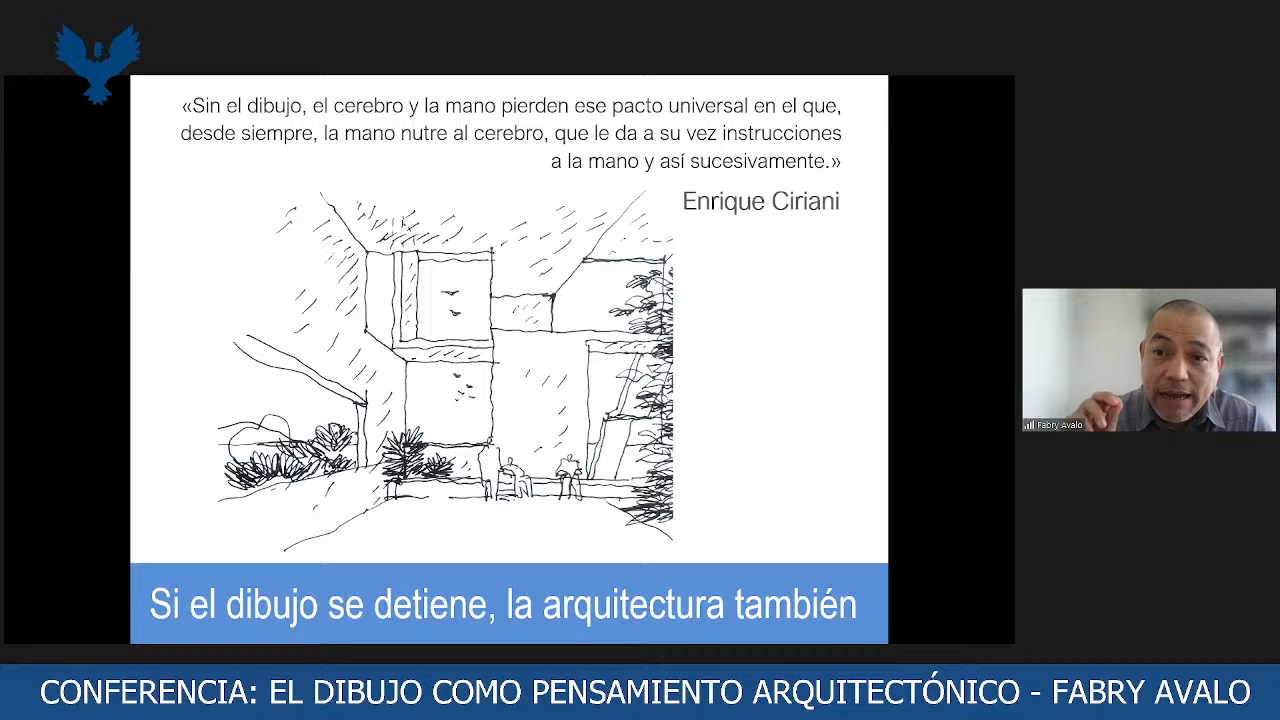 «Sin el dibujo, el cerebro y la mano pierden ese pacto universal en el que,
desde siempre, la mano nutre al cerebro, que le da a su vez instrucciones
a la mano y así sucesivamente.»
Enrique Ciriani
Fabry Avalo
Si el dibujo se detiene, la arquitectura también
CONFERENCIA: EL DIBUJO COMO PENSAMIENTO ARQUITECTÓNICO - FABRY AVALO